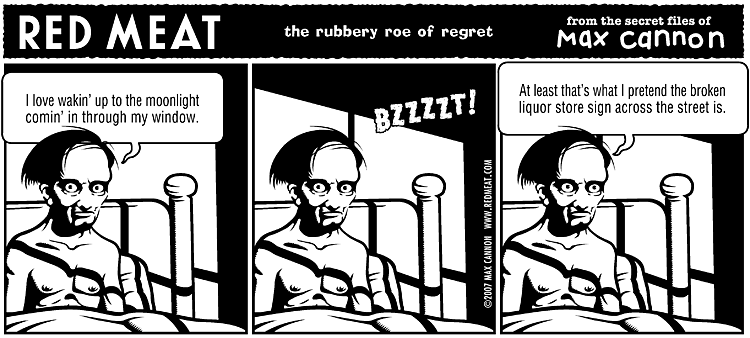 RED MEAT
the rubbery roe of regret
from the secret files of
Max Cannon
I love wakin' up to the moonlight
comin' in through my window.
BZZZZT!
©2007 MAX CANNON WWW.REDMEAT.COM
At least that's what I pretend the broken
liquor store sign across the street is.